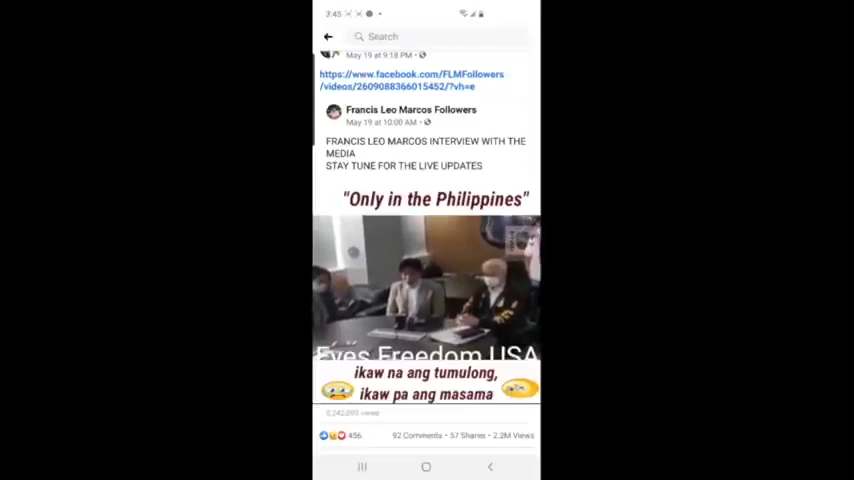 3:45
Search
May 19 at 9:18 PM •
https://www.facebook.com/FLMFollowers
/videos/2609088366015452/?vh=e
Francis Leo Marcos Followers
May 19 at 10:00 AM •
FRANCIS LEO MARCOS INTERVIEW WITH THE
MEDIA
STAY TUNE FOR THE LIVE UPDATES
"Only in the Philippines"
Eyes Freedom USA
ikaw na ang tumulong,
ikaw pa ang masama
views
456
92 Comments • 57 Shares • 2.2M Views